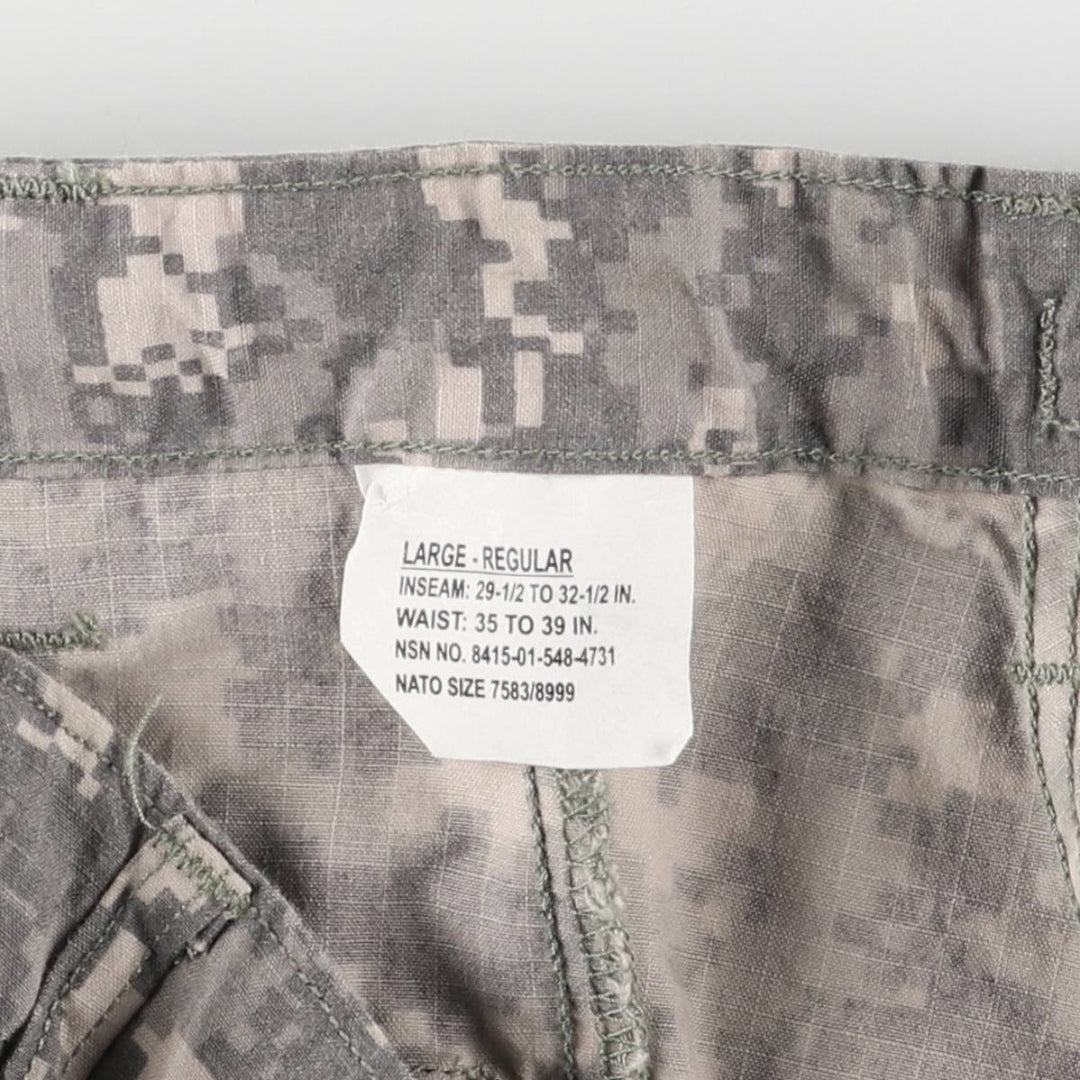 LARGE - REGULAR
INSEAM: 29-1/2 TO 32-1/2 IN.
WAIST: 35 TO 39 IN.
NSN NO. 8415-01-548-4731
NATO SIZE 7583/8999